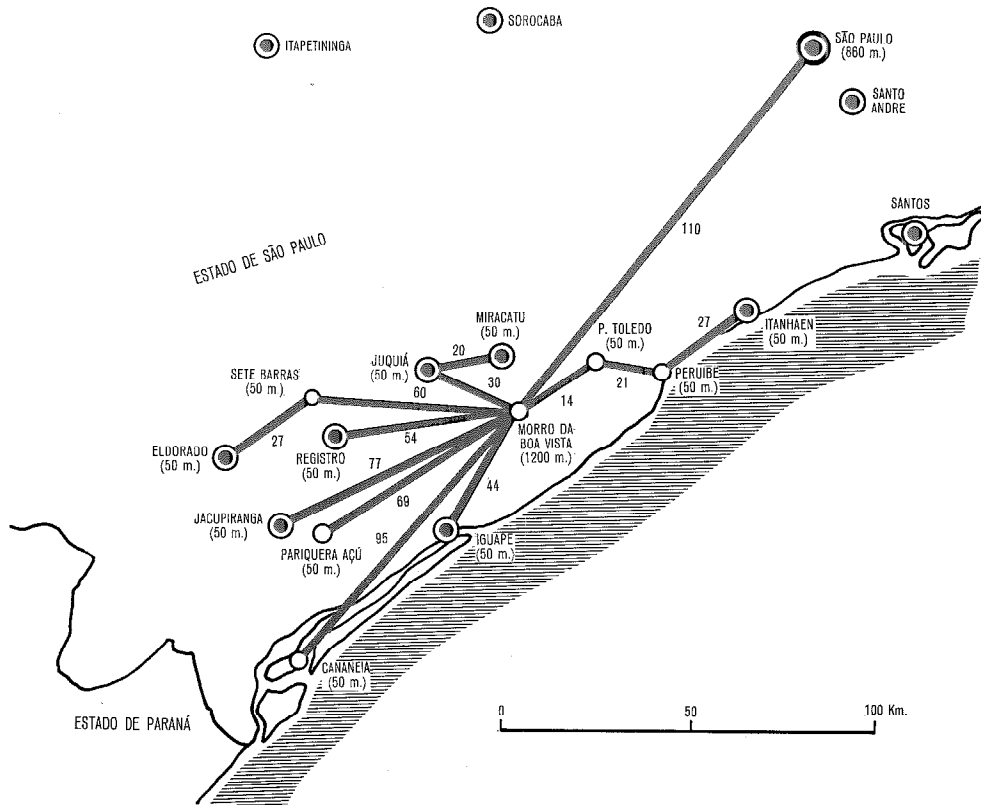 SOROCABA
ITAPETININGA
SÃO PAULO
(860 m.)
SANTO
ANDRE
SANTOS
110
ESTADO DE SÃO PAULO
MIRACATU
(50 m.)
27
ITANHAEN
(50 m.)
P. TOLEDO
(50 m.)
JUQUIÁ
(50 m.)
20
30
SETE BARRAS
(50 m.)
60
14
21
PERUIBE
(50 m.)
MORRO DA-
BOA VISTA
(1200 m.)
54
27
ELDORADO
(50 m.)
REGISTRO
(50 m.)
77
69
44
JACUPIRANGA
(50 m.)
PARIQUERA AÇÚ
(50 m.)
95
IGUAPE
(50 m.)
CANANEIA
(50 m.)
ESTADO DE PARANÁ
0
50
100 Km.